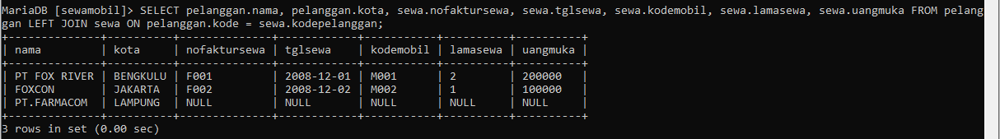 MariaDB [sewamobil]> SELECT pelanggan.nama, pelanggan.kota, sewa.nofaktursewa, sewa.tglsewa, sewa.kodemobil, sewa.lamasewa, sewa.uangmuka FROM pelang
gan LEFT JOIN sewa ON pelanggan.kode = sewa.kodepelanggan;
+--------------+----------+--------------+------------+-----------+----------+----------+
| nama         | kota     | nofaktursewa | tglsewa    | kodemobil | lamasewa | uangmuka |
+--------------+----------+--------------+------------+-----------+----------+----------+
| PT FOX RIVER | BENGKULU | F001         | 2008-12-01 | M001      | 2        | 200000   |
| FOXCON       | JAKARTA  | F002         | 2008-12-02 | M002      | 1        | 100000   |
| PT.FARMACOM  | LAMPUNG  | NULL         | NULL       | NULL      | NULL     | NULL     |
+--------------+----------+--------------+------------+-----------+----------+----------+
3 rows in set (0.00 sec)